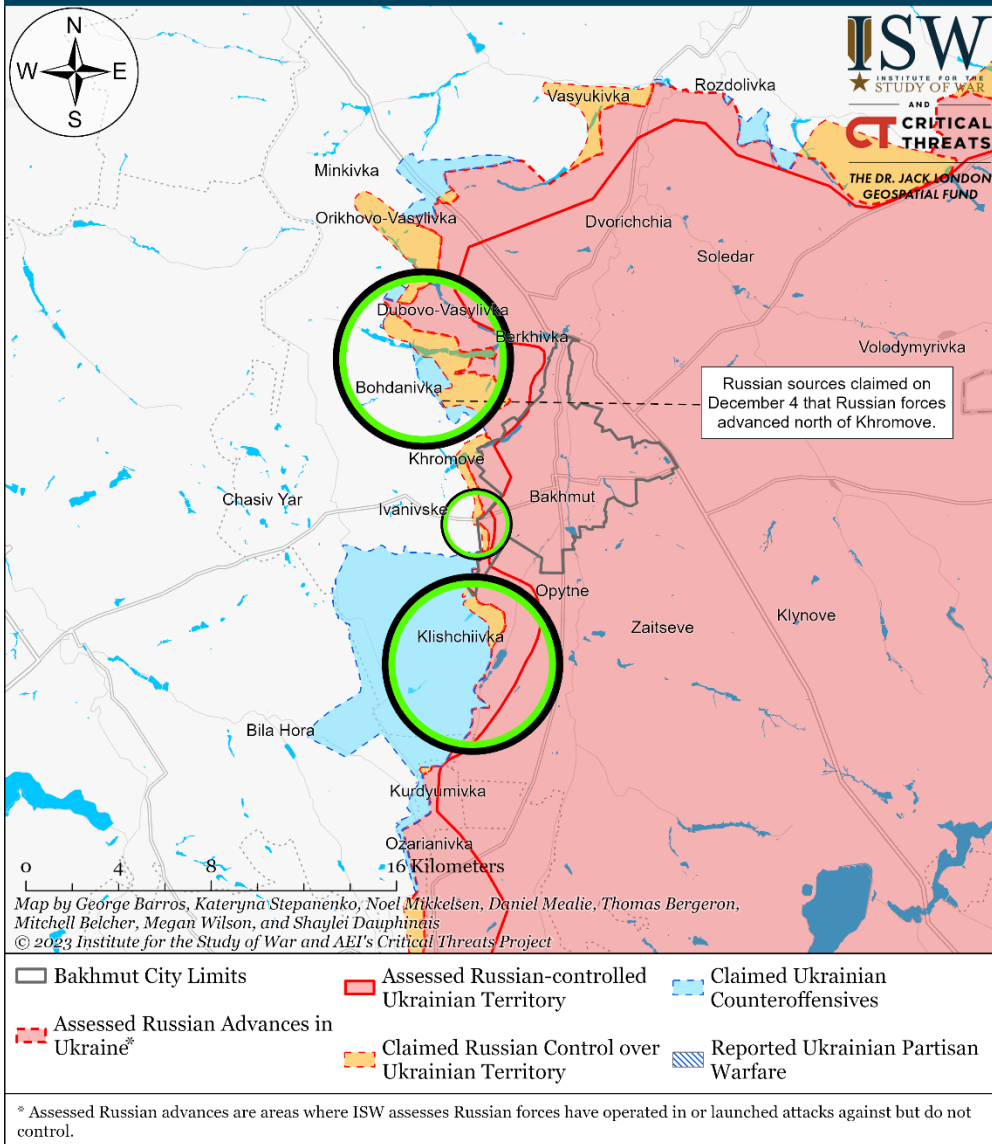 N
W E
S
ISW
INSTITUTE FOR THE
STUDY OF WAR
AND
CT CRITICAL
THREATS
THE DR. JACK LONDON
GEOSPATIAL FUND
Vasyukivka
Rozdolivka
Minkivka
Orikhovo-Vasylivka
Dvorichchia
Soledar
Dubovo-Vasylivka
Berkhivka
Volodymyrivka
Bohdanivka
Russian sources claimed on
December 4 that Russian forces
advanced north of Khromove.
Khromove
Chasiv Yar
Ivanivske
Bakhmut
Opytne
Klishchiivka
Zaitseve
Klynove
Bila Hora
Kurdyumivka
Ozarianivka
0 4 8 16 Kilometers
Map by George Barros, Kateryna Stepanenko, Noel Mikkelsen, Daniel Mealie, Thomas Bergeron,
Mitchell Belcher, Megan Wilson, and Shaylei Dauphinais
© 2023 Institute for the Study of War and AEI's Critical Threats Project
Bakhmut City Limits
Assessed Russian Advances in
Ukraine*
Assessed Russian-controlled
Ukrainian Territory
Claimed Russian Control over
Ukrainian Territory
Claimed Ukrainian
Counteroffensives
Reported Ukrainian Partisan
Warfare
* Assessed Russian advances are areas where ISW assesses Russian forces have operated in or launched attacks against but do not
control.